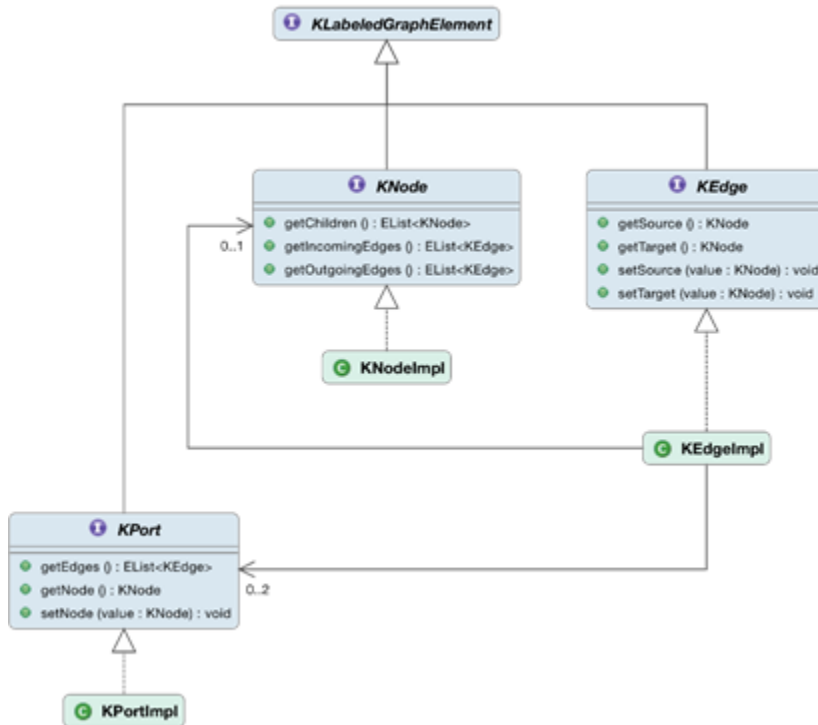 I KLabeledGraphElement
I KNode
getChildren () : EList<KNode>
getIncomingEdges () : EList<KEdge>
getOutgoingEdges () : EList<KEdge>
I KEdge
getSource () : KNode
getTarget () : KNode
setSource (value : KNode) : void
setTarget (value : KNode) : void
0..1
C KNodeImpl
C KEdgeImpl
I KPort
getEdges () : EList<KEdge>
getNode () : KNode
setNode (value : KNode) : void
0..2
C KPortImpl